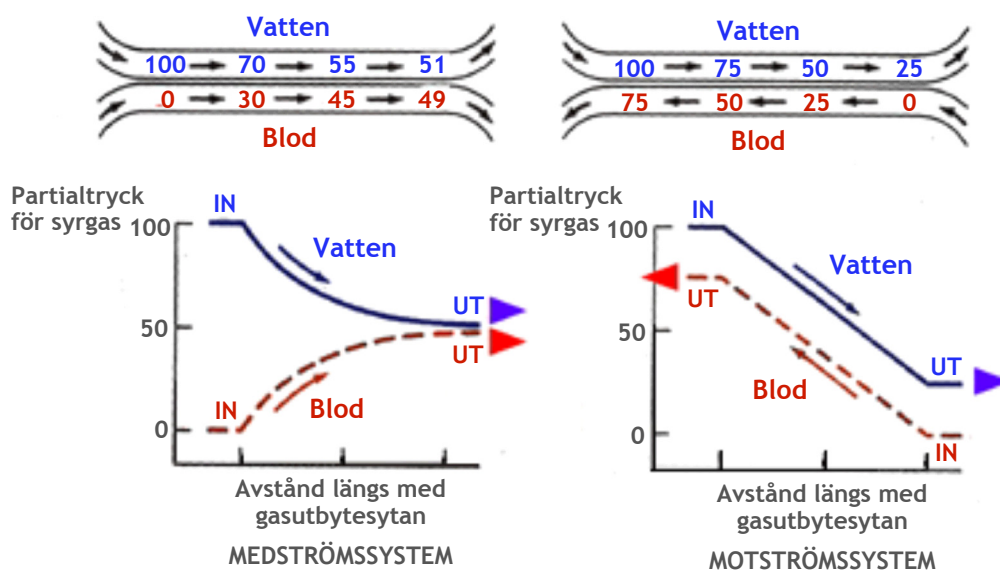 Vatten
100 70 55 51
0 30 45 49
Blod
Partialtryck
för syrgas
100
50
0
IN
Vatten
UT
UT
Blod
IN
Avstånd längs med
gasutbytesytan
MEDSTRÖMSSYSTEM
Vatten
100 75 50 25
75 50 25 0
Blod
Partialtryck
för syrgas
100
50
0
IN
Vatten
UT
UT
Blod
IN
Avstånd längs med
gasutbytesytan
MOTSTRÖMSSYSTEM